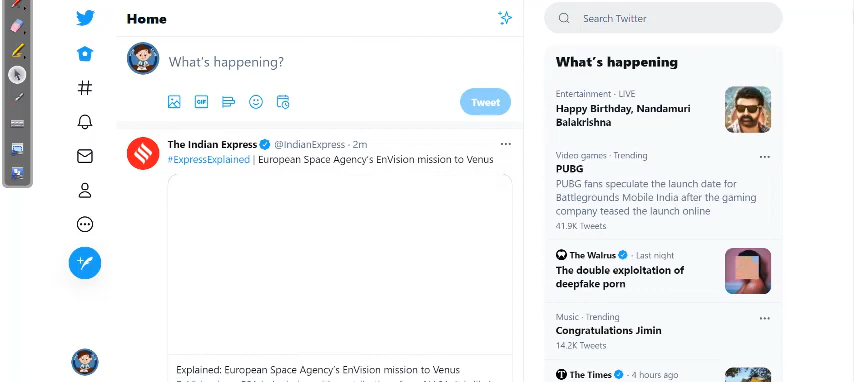 Home
What's happening?
GIF
Tweet
The Indian Express @IndianExpress · 2m
#ExpressExplained | European Space Agency's EnVision mission to Venus
Explained: European Space Agency's EnVision mission to Venus
Search Twitter
What's happening
Entertainment · LIVE
Happy Birthday, Nandamuri
Balakrishna
Video games · Trending
PUBG
PUBG fans speculate the launch date for
Battlegrounds Mobile India after the gaming
company teased the launch online
41.9K Tweets
The Walrus · Last night
The double exploitation of
deepfake porn
Music · Trending
Congratulations Jimin
14.2K Tweets
The Times · 4 hours ago